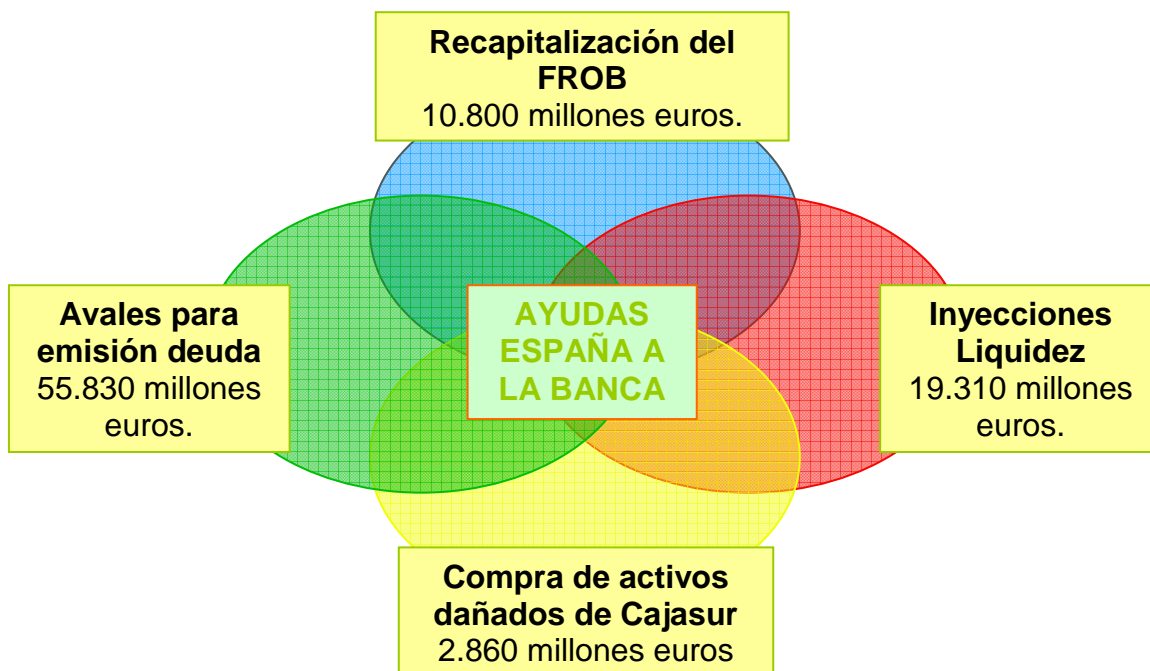 Recapitalización del
FROB
10.800 millones euros.
Avales para
emisión deuda
55.830 millones
euros.
AYUDAS
ESPAÑA A
LA BANCA
Inyecciones
Liquidez
19.310 millones
euros.
Compra de activos
dañados de Cajasur
2.860 millones euros